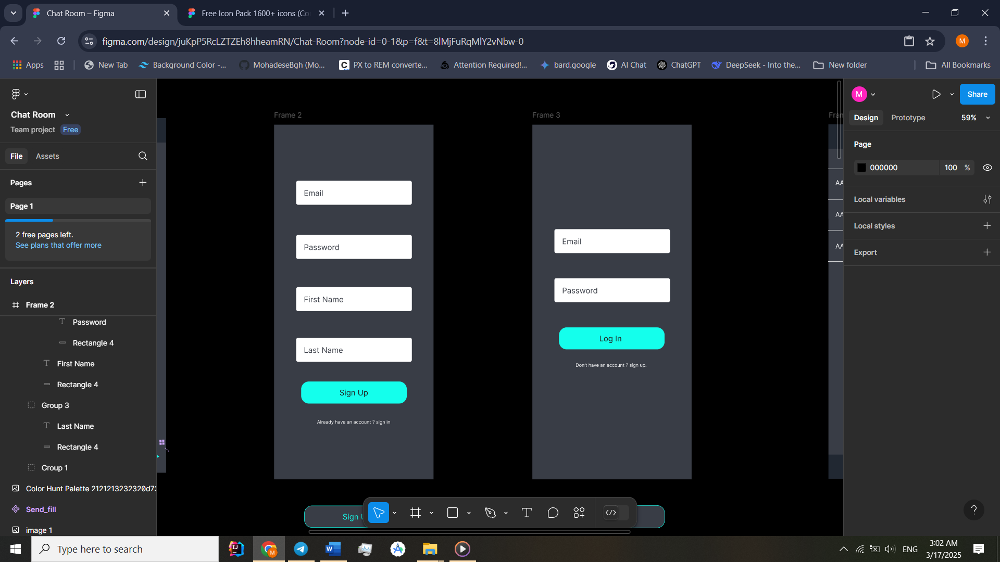 Chat Room – Figma
Free Icon Pack 1600+ icons (Co
figma.com/design/juKpP5RcLZTZEh8hheamRN/Chat-Room?node-id=0-1&p=f&t=8lMjFuRqMlY2vNbw-0
M
Apps
New Tab
Background Color -...
MohadeseBgh (Mo...
PX to REM converte...
Attention Required!...
bard.google
AI Chat
ChatGPT
DeepSeek - Into the...
New folder
All Bookmarks
Chat Room
Team project Free
File Assets
Pages
Page 1
2 free pages left.
See plans that offer more
Layers
Frame 2
Password
Rectangle 4
First Name
Rectangle 4
Group 3
Last Name
Rectangle 4
Group 1
Color Hunt Palette 2121213232320d73
Send_fill
image 1
Frame 2
Email
Password
First Name
Last Name
Sign Up
Already have an account ? sign in
Sign U
Frame 3
Email
Password
Log In
Don't have an account ? sign up.
Fran
AA
AA
AA
M
Share
Design Prototype 59%
Page
000000 100 %
Local variables
Local styles
Export
?
Type here to search
ENG
3:02 AM
3/17/2025